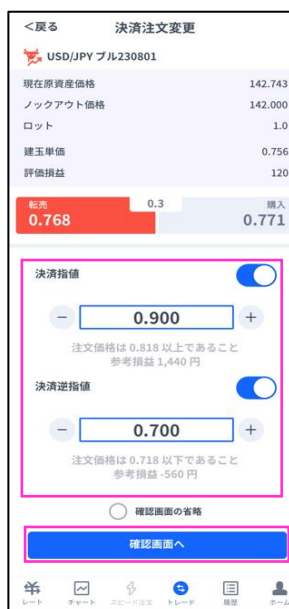 <戻る 決済注文変更
USD/JPY ブル230801
現在原資産価格 142.743
ノックアウト価格 142.000
ロット 1.0
建玉単価 0.756
評価損益 120
転売 0.3 購入
0.768 0.771
決済指値
− 0.900 +
注文価格は 0.818 以上であること
参考損益 1,440 円
決済逆指値
− 0.700 +
注文価格は 0.718 以下であること
参考損益 -560 円
確認画面の省略
確認画面へ
レート チャート スピード注文 トレード 履歴 ホーム